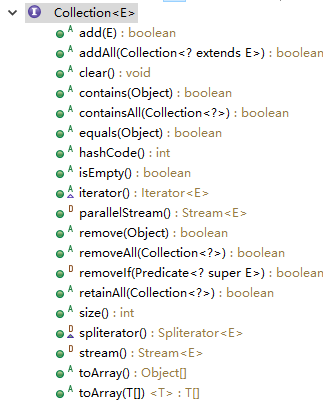 I Collection<E>
A add(E) : boolean
A addAll(Collection<? extends E>) : boolean
A clear() : void
A contains(Object) : boolean
A containsAll(Collection<?>) : boolean
A equals(Object) : boolean
A hashCode() : int
A isEmpty() : boolean
A iterator() : Iterator<E>
D parallelStream() : Stream<E>
A remove(Object) : boolean
A removeAll(Collection<?>) : boolean
D removeIf(Predicate<? super E>) : boolean
A retainAll(Collection<?>) : boolean
A size() : int
D spliterator() : Spliterator<E>
D stream() : Stream<E>
A toArray() : Object[]
A toArray(T[]) <T> : T[]